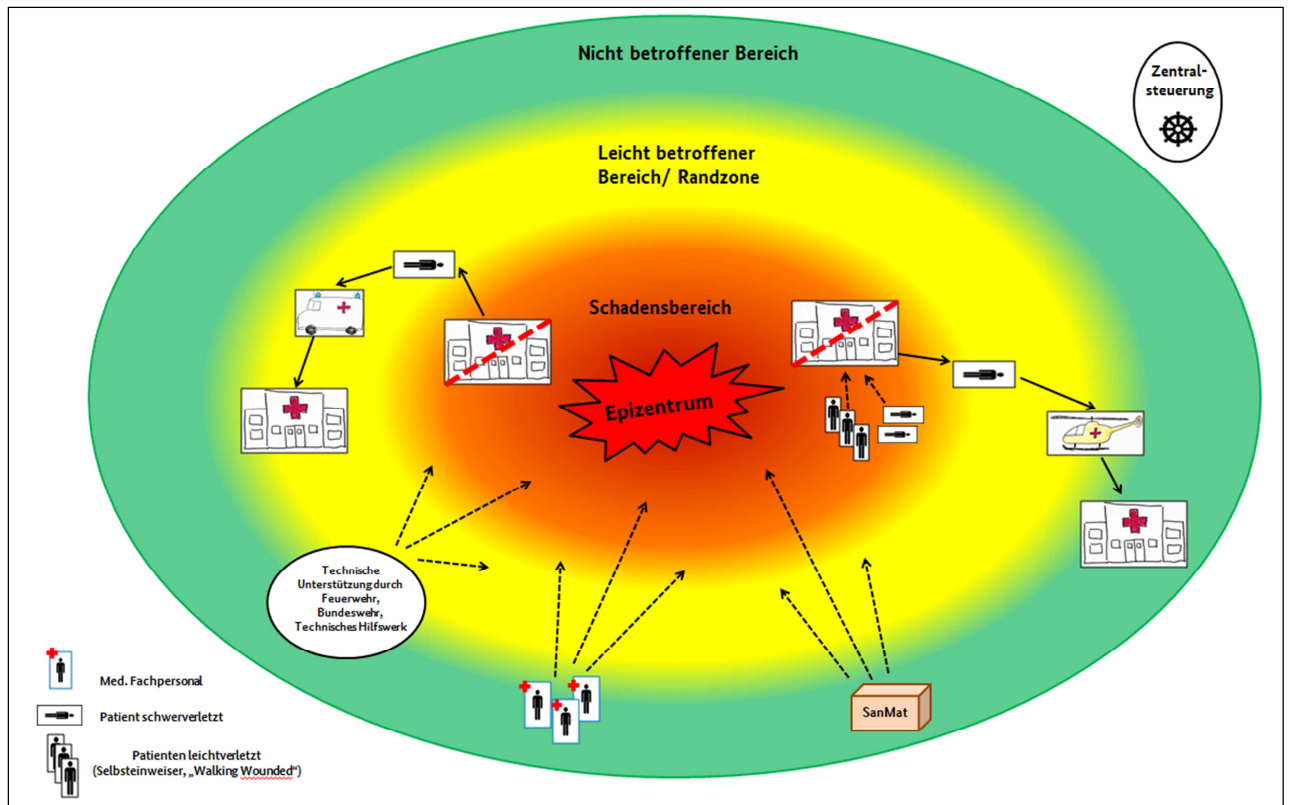 Nicht betroffener Bereich
Zentral-
steuerung
Leicht betroffener
Bereich/ Randzone
Schadensbereich
Epizentrum
Technische
Unterstützung durch
Feuerwehr,
Bundeswehr,
Technisches Hilfswerk
SanMat
Med. Fachpersonal
Patient schwerverletzt
Patienten leichtverletzt
(Selbsteinweiser, „Walking Wounded“)